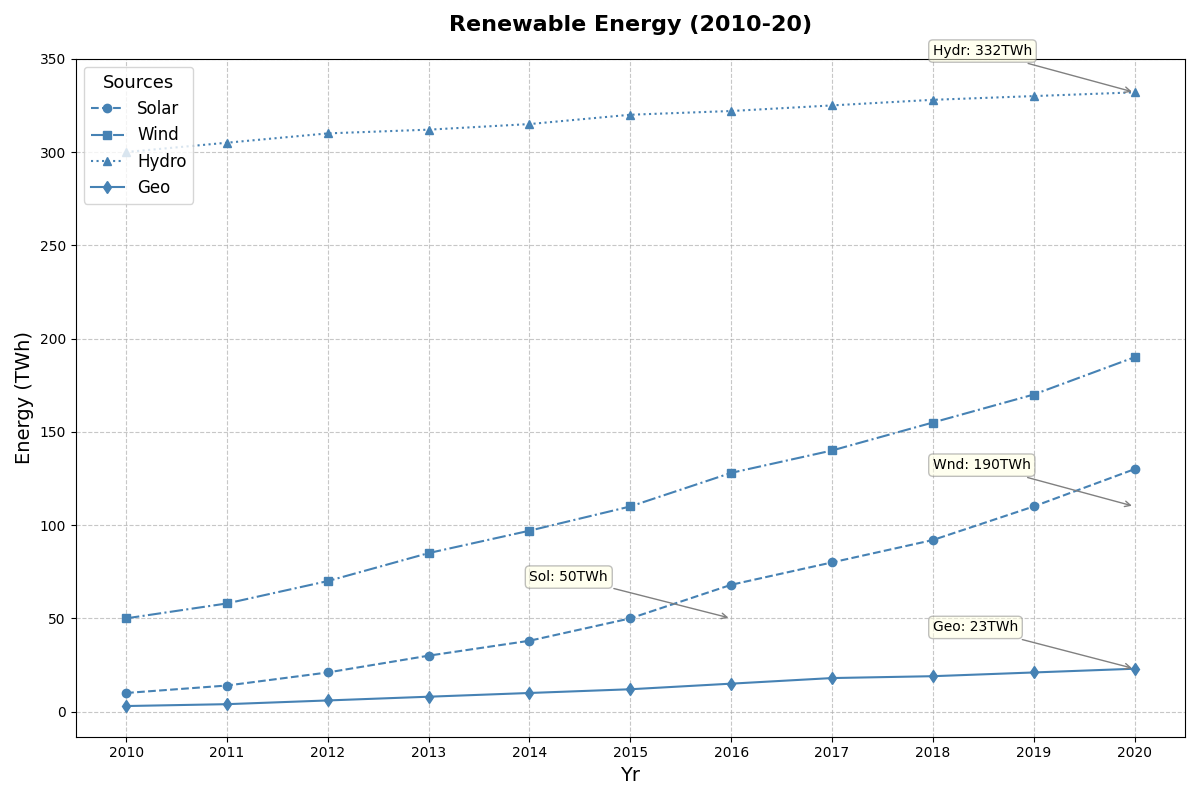 Renewable Energy (2010-20)
Hydr: 332TWh
Sources
Solar
Wind
Hydro
Geo
350
300
250
200
150
100
50
0
Energy (TWh)
Wnd: 190TWh
Sol: 50TWh
Geo: 23TWh
2010 2011 2012 2013 2014 2015 2016 2017 2018 2019 2020
Yr